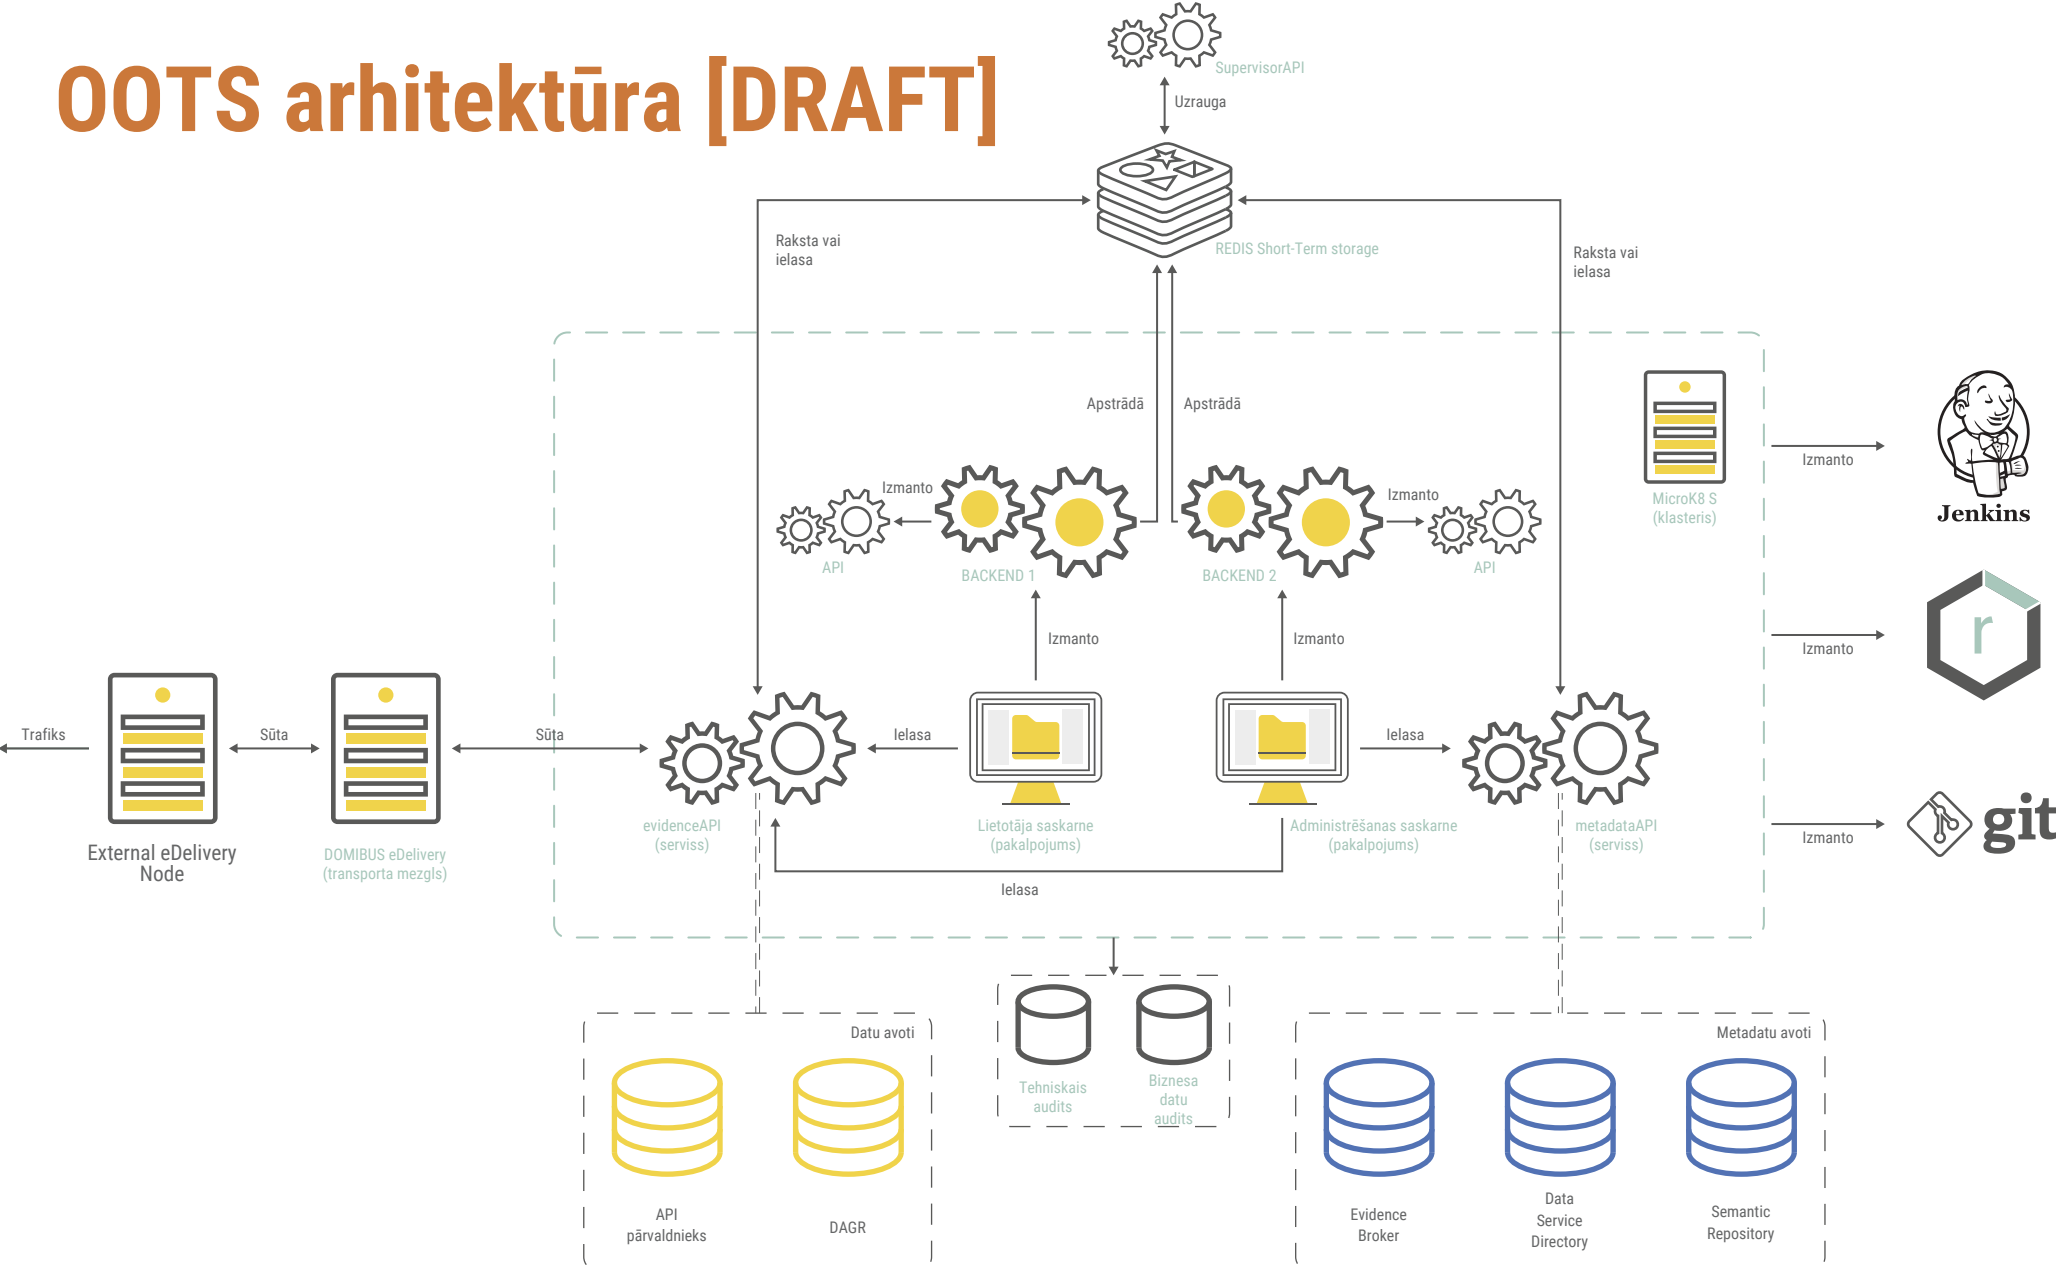 OOTS arhitektūra [DRAFT]
SupervisorAPI
Uzrauga
REDIS Short-Term storage
Raksta vai
ielasa
Raksta vai
ielasa
Apstrādā
Apstrādā
MicroK8 S
(klasteris)
Izmanto
Jenkins
Izmanto
API
BACKEND 1
BACKEND 2
Izmanto
API
Izmanto
Izmanto
r
Izmanto
Trafiks
Sūta
Sūta
Ielasa
Ielasa
External eDelivery
Node
DOMIBUS eDelivery
(transporta mezgls)
evidenceAPI
(serviss)
Lietotāja saskarne
(pakalpojums)
Administrēšanas saskarne
(pakalpojums)
metadataAPI
(serviss)
Izmanto
git
Ielasa
Datu avoti
API
pārvaldnieks
DAGR
Tehniskais
audits
Biznesa
datu
audits
Metadatu avoti
Evidence
Broker
Data
Service
Directory
Semantic
Repository